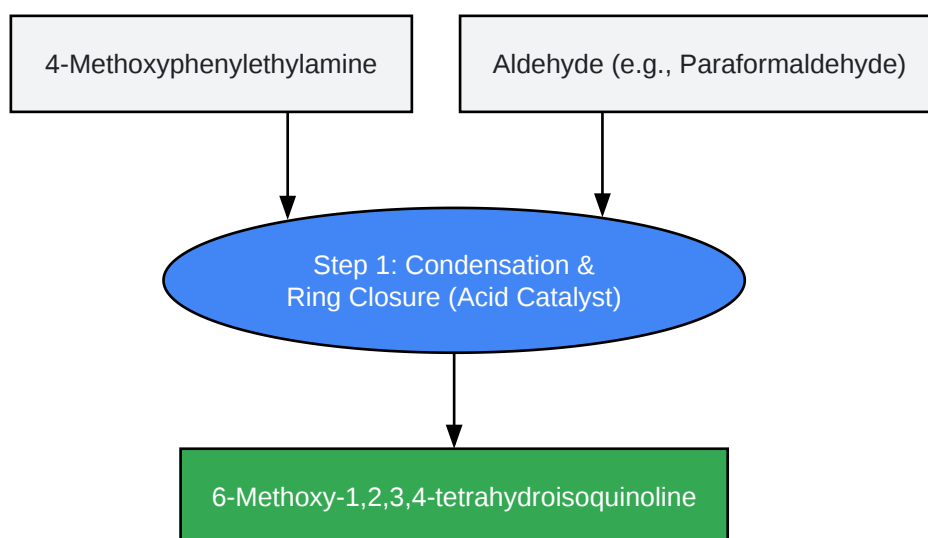 4-Methoxyphenylethylamine
Aldehyde (e.g., Paraformaldehyde)
Step 1: Condensation &
Ring Closure (Acid Catalyst)
6-Methoxy-1,2,3,4-tetrahydroisoquinoline